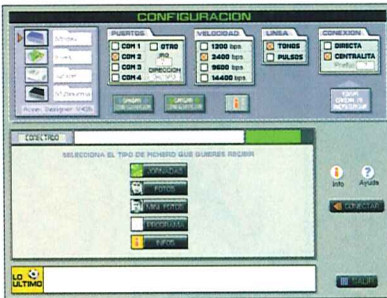 CONFIGURACION
PUERTOS
COM 1
COM 2
COM 3
COM 4
OTRO
DIRECCION
VELOCIDAD
1200 bps
2400 bps
9600 bps
14400 bps
LINEA
TONOS
PULSOS
CONEXION
DIRECTA
CENTRALITA
Modem
CONECTADO
SELECCIONA EL TIPO DE FICHERO QUE QUIERES RECIBIR
JORNADAS
FOTOS
MINI FOTOS
PROGRAMA
INFOS
Info
Ayuda
CONECTAR
LO ULTIMO
SALIR